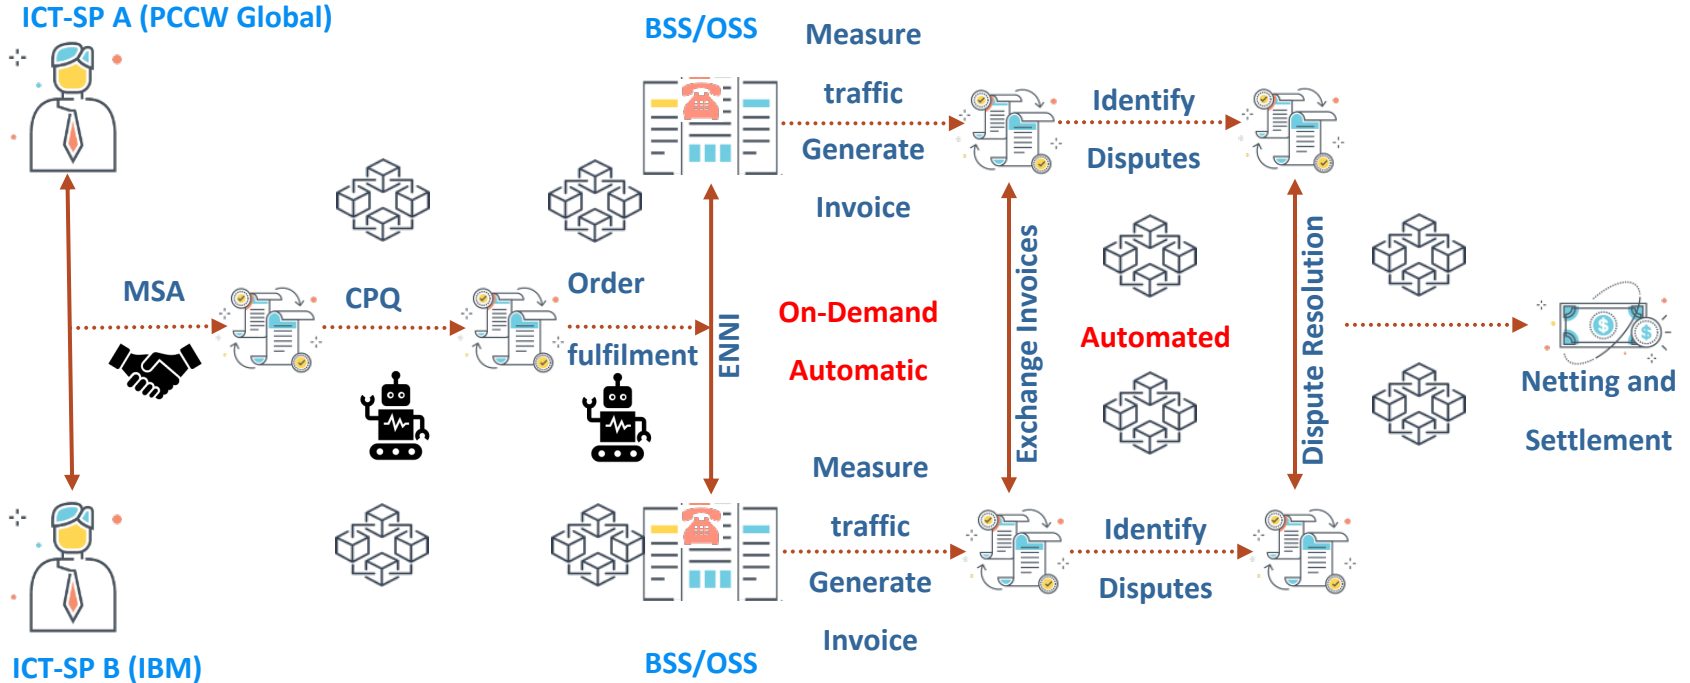 ICT-SP A (PCCW Global)
BSS/OSS
Measure
traffic
Generate
Invoice
Identify
Disputes
MSA
CPQ
Order
fulfilment
ENNI
On-Demand
Automatic
Exchange Invoices
Automated
Dispute Resolution
Netting and
Settlement
Measure
traffic
Generate
Invoice
Identify
Disputes
ICT-SP B (IBM)
BSS/OSS